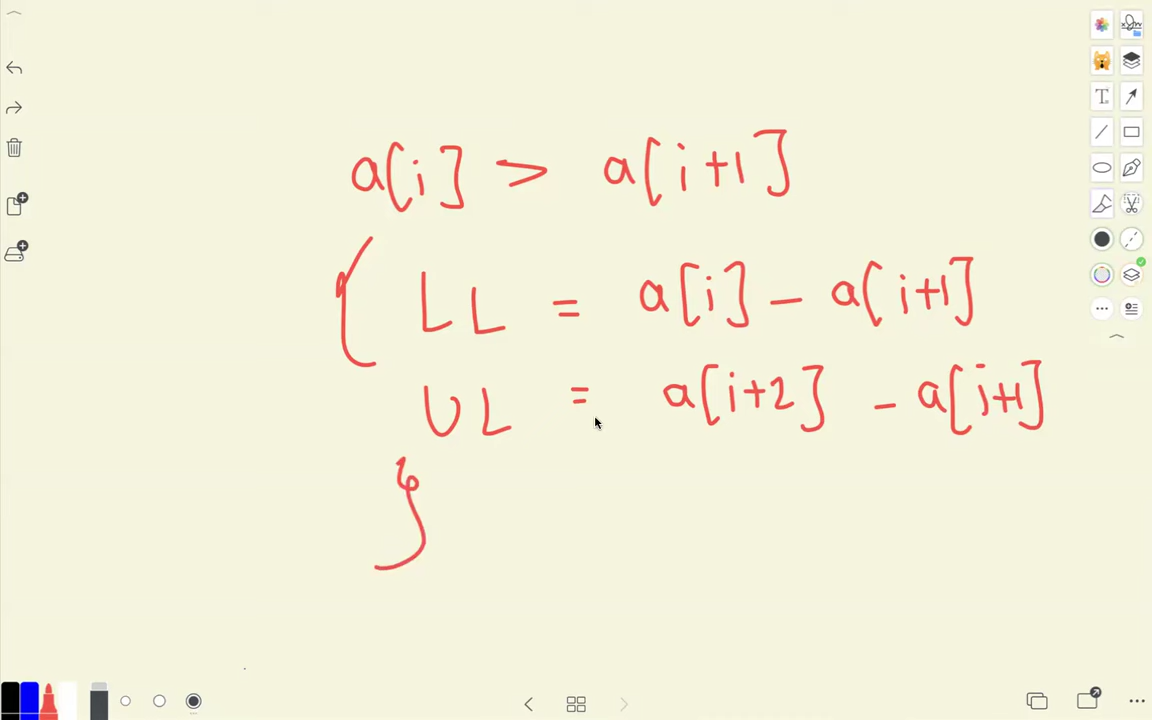 a[i] > a[i+1]
{ LL = a[i] - a[i+1]
UL = a[i+2] - a[i+1]
}